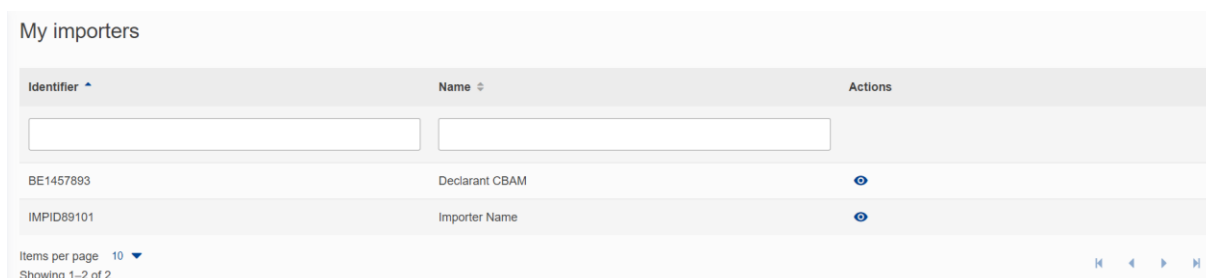 My importers
Identifier Name Actions
BE1457893 Declarant CBAM
IMPID89101 Importer Name
Items per page 10
Showing 1–2 of 2